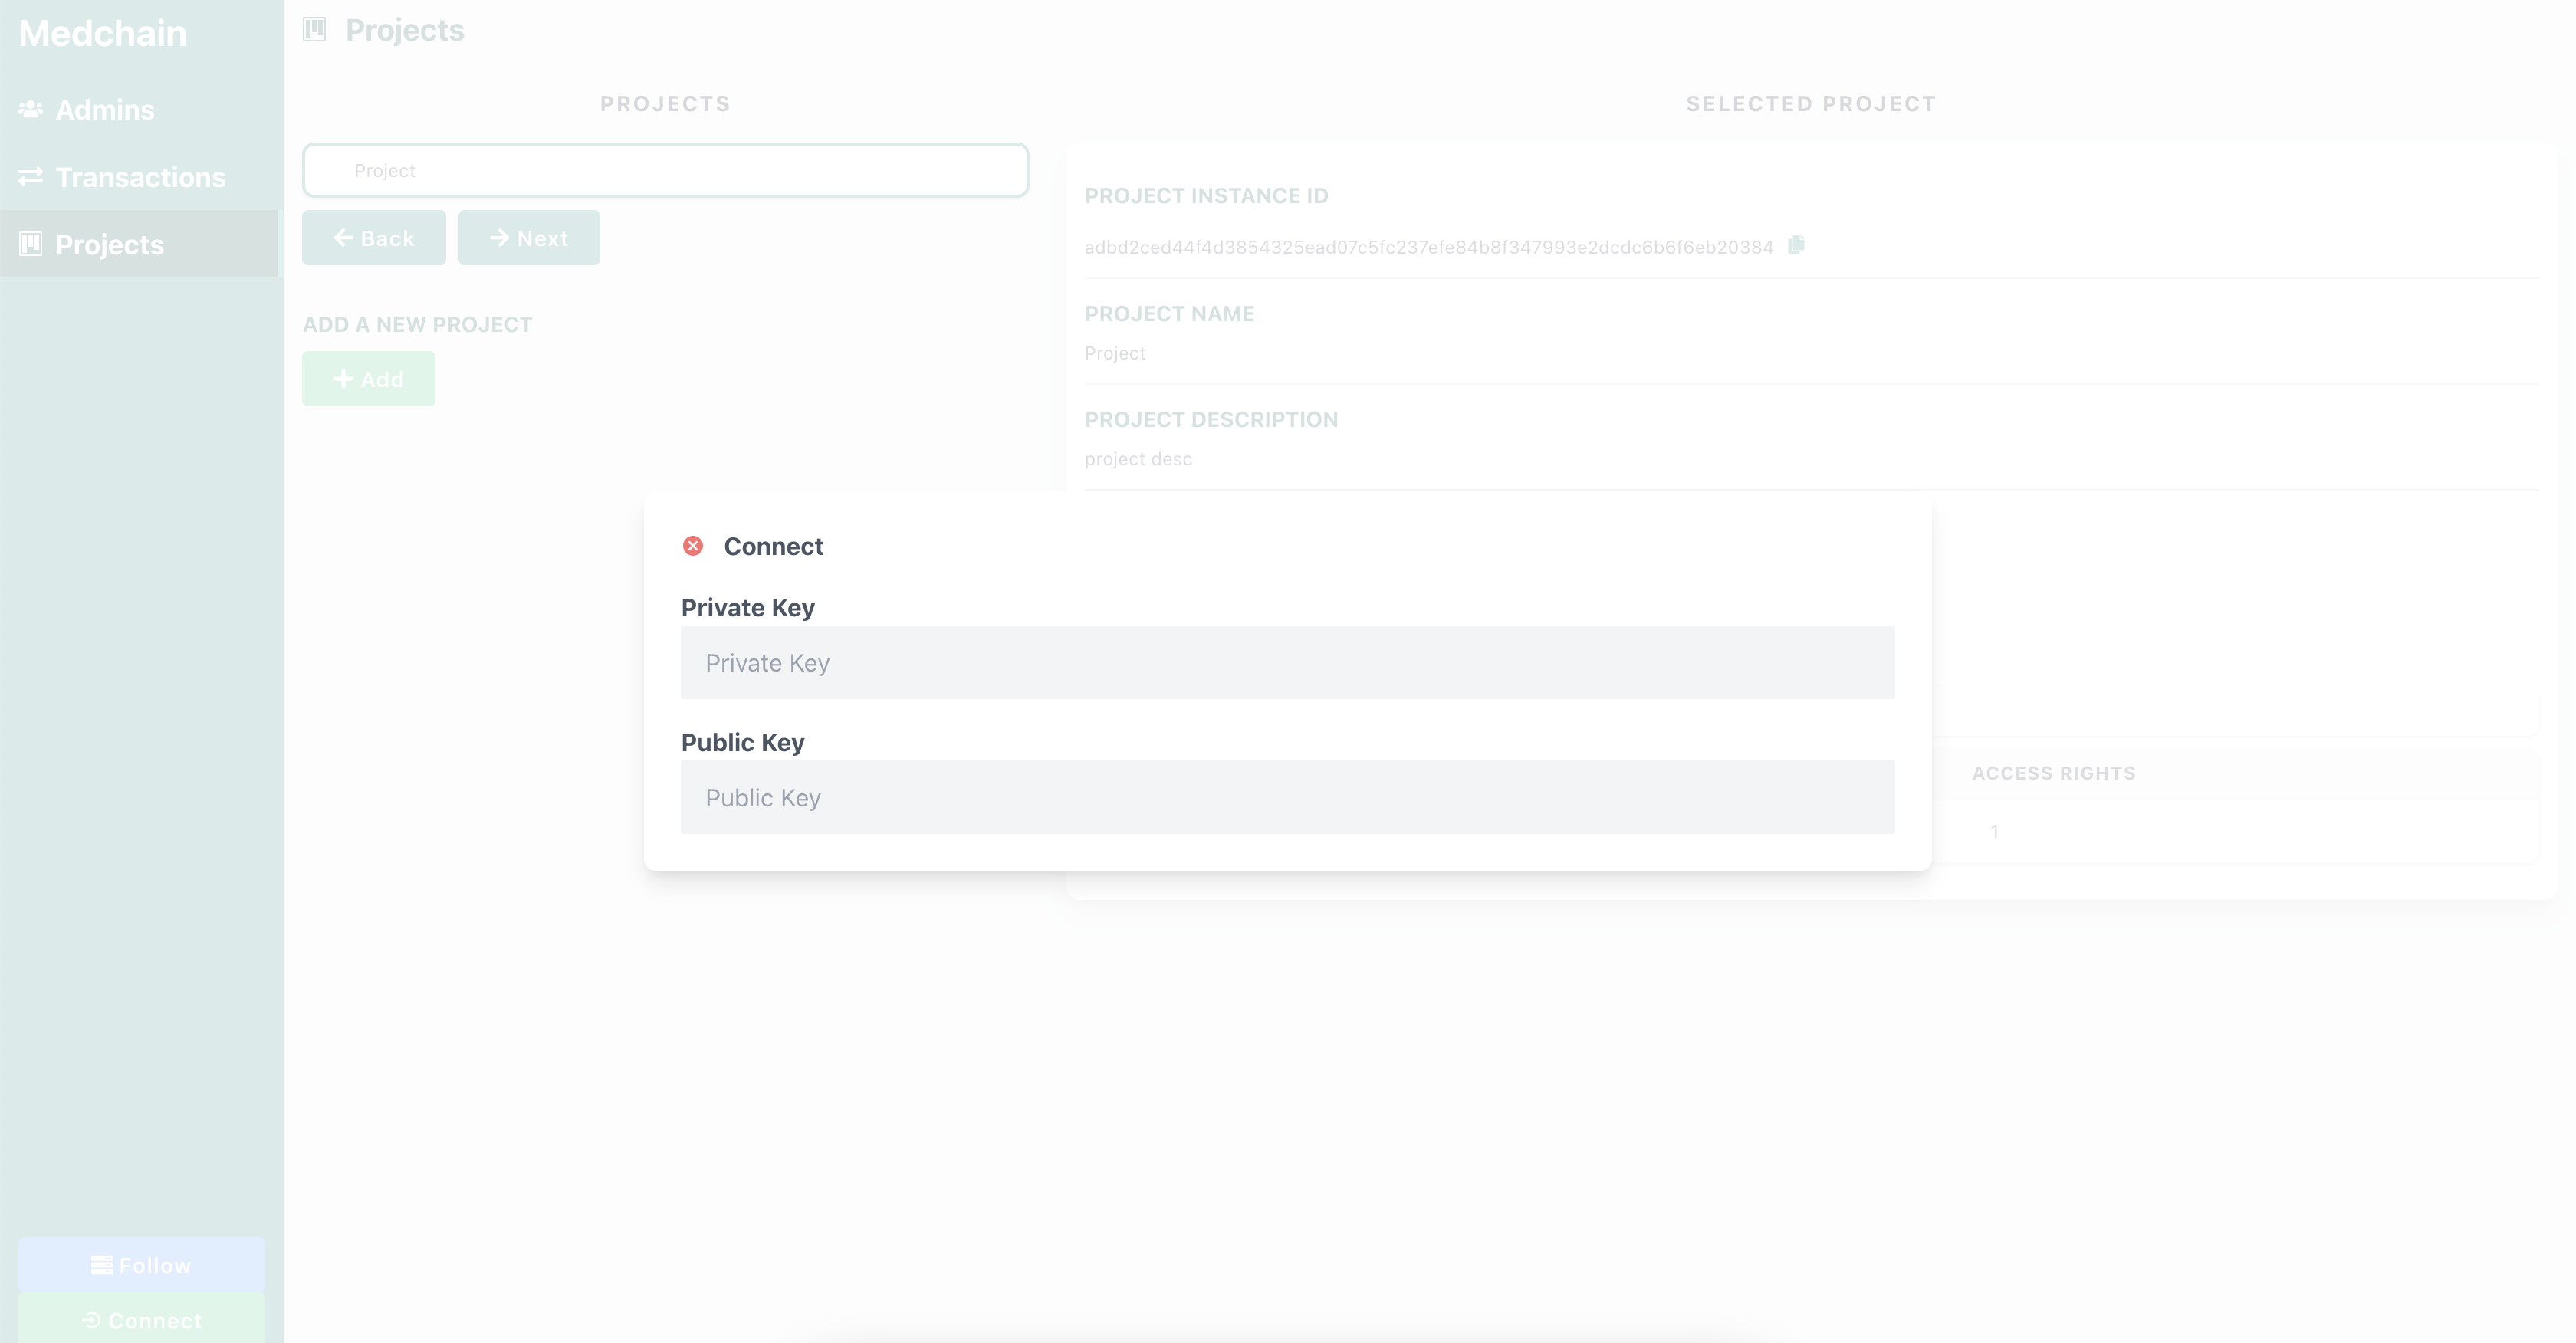 Medchain
Admins
Transactions
Projects
Follow
Connect
Projects
PROJECTS
Project
Back
Next
ADD A NEW PROJECT
Add
SELECTED PROJECT
PROJECT INSTANCE ID
adbd2ced44f4d3854325ead07c5fc237efe84b8f347993e2dcdc6b6f6eb20384
PROJECT NAME
Project
PROJECT DESCRIPTION
project desc
ACCESS RIGHTS
1
Connect
Private Key
Private Key
Public Key
Public Key